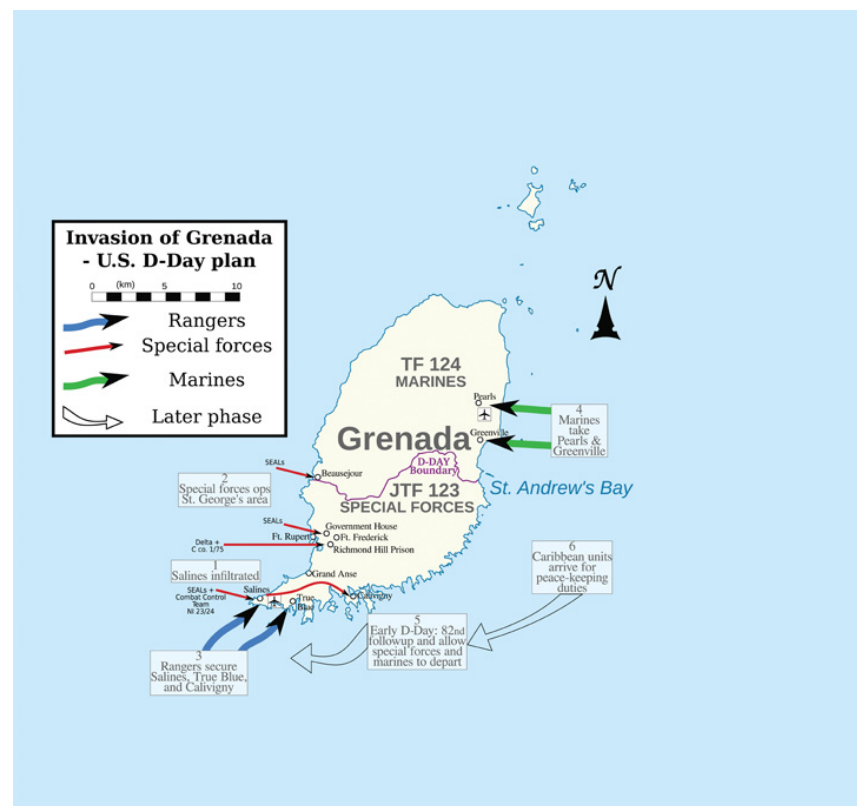 Invasion of Grenada
- U.S. D-Day plan
0 (km) 5 10
Rangers
Special forces
Marines
Later phase
N
TF 124
MARINES
Pearls
4
Marines
take
Pearls &
Greenville
Grenada
Greenville
D-DAY
Boundary
SEALs
Beausejour
2
Special forces ops
St. George's area
JTF 123
SPECIAL FORCES
St. Andrew's Bay
SEALs
Government House
Ft. Rupert
Ft. Frederick
Delta +
C co. 1/75
Richmond Hill Prison
6
Caribbean units
arrive for
peace-keeping
duties
1
Salines infiltrated
Grand Anse
SEALs +
Combat Control
Team
NI 23/24
Salines
True
Blue
Calivigny
5
Early D-Day: 82nd
followup and allow
special forces and
marines to depart
3
Rangers secure
Salines, True Blue,
and Calivigny